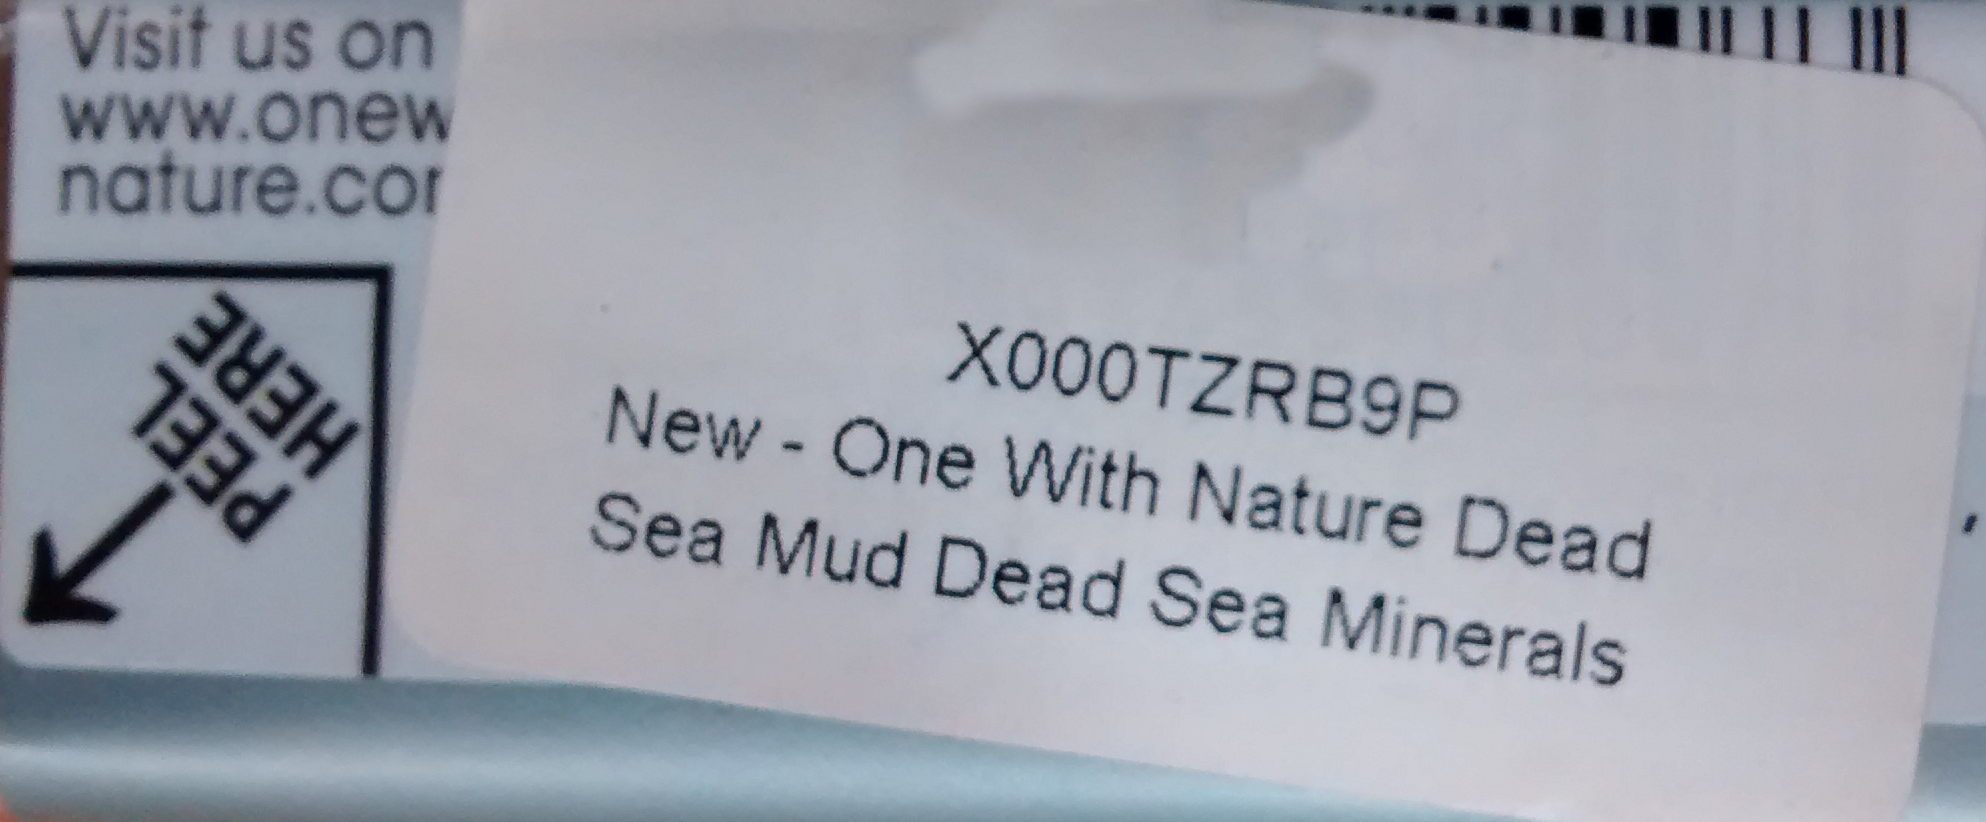 Visit us on
www.onew
nature.com
PEEL
HERE
X000TZRB9P
New - One With Nature Dead
Sea Mud Dead Sea Minerals